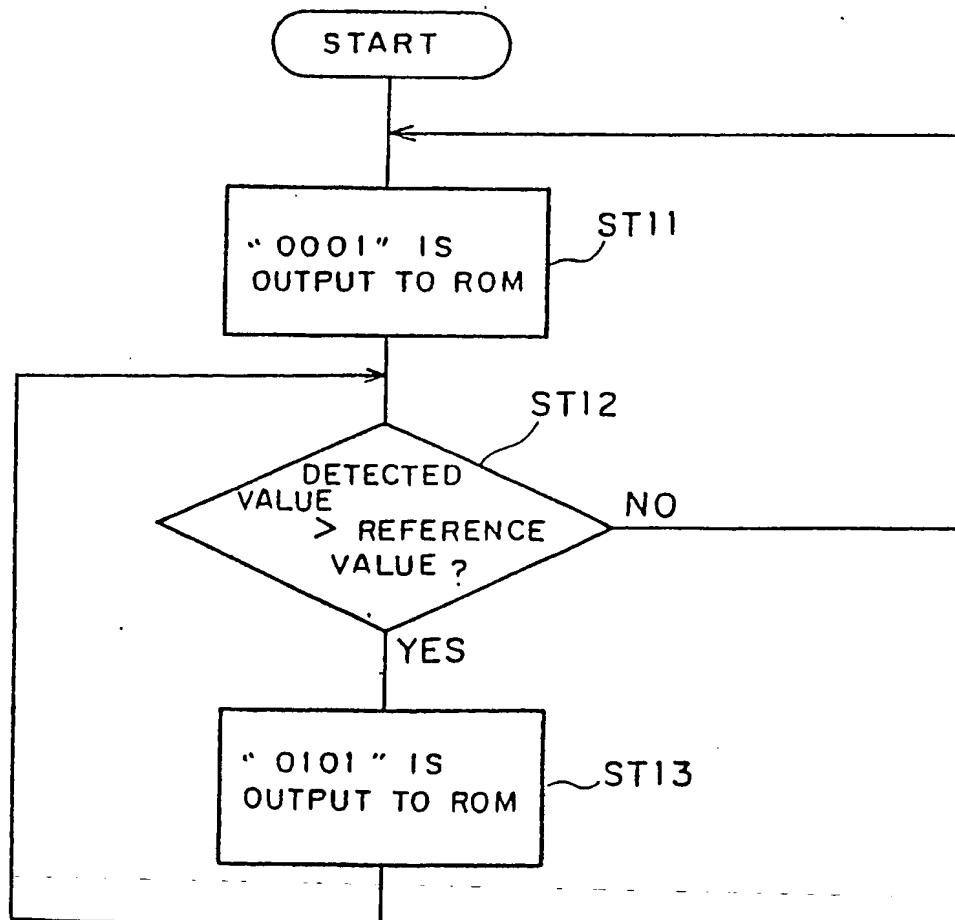 START
“0001” IS
OUTPUT TO ROM
ST11
ST12
DETECTED
VALUE
> REFERENCE
VALUE ?
NO
YES
“0101” IS
OUTPUT TO ROM
ST13